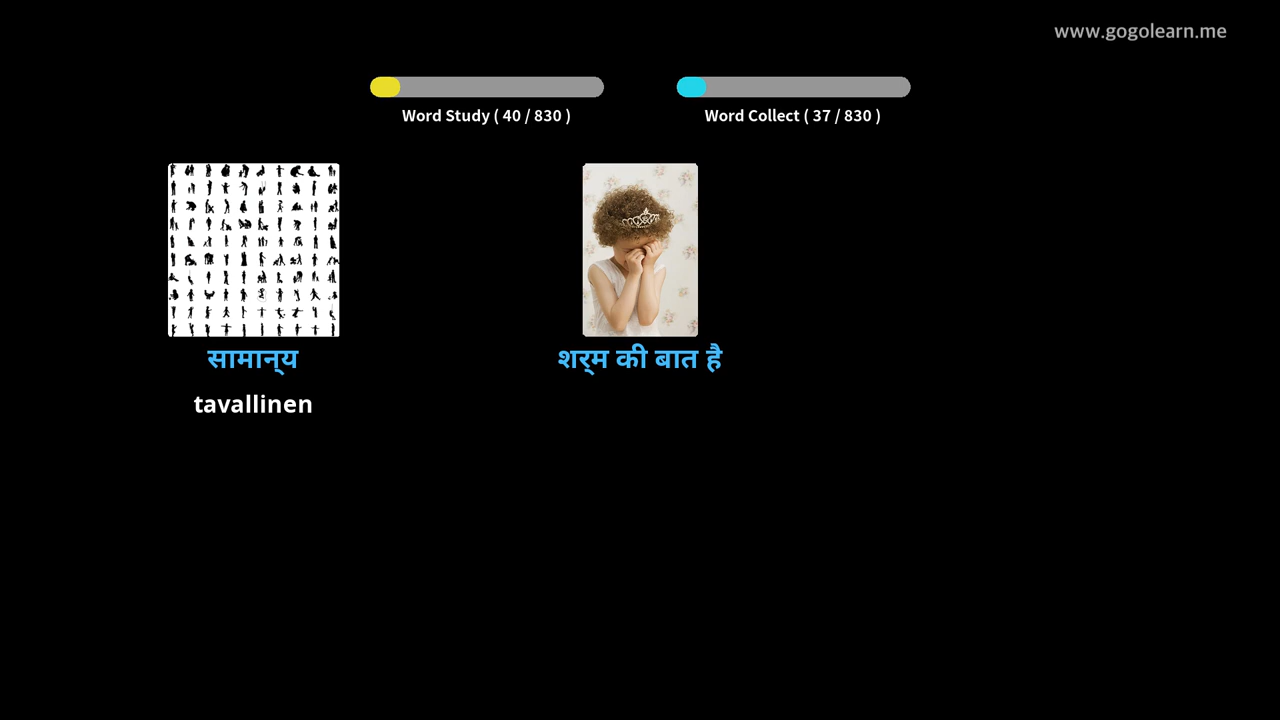 www.gogolearn.me
Word Study ( 40 / 830 )
Word Collect ( 37 / 830 )
सामान्य
शर्म की बात है
tavallinen